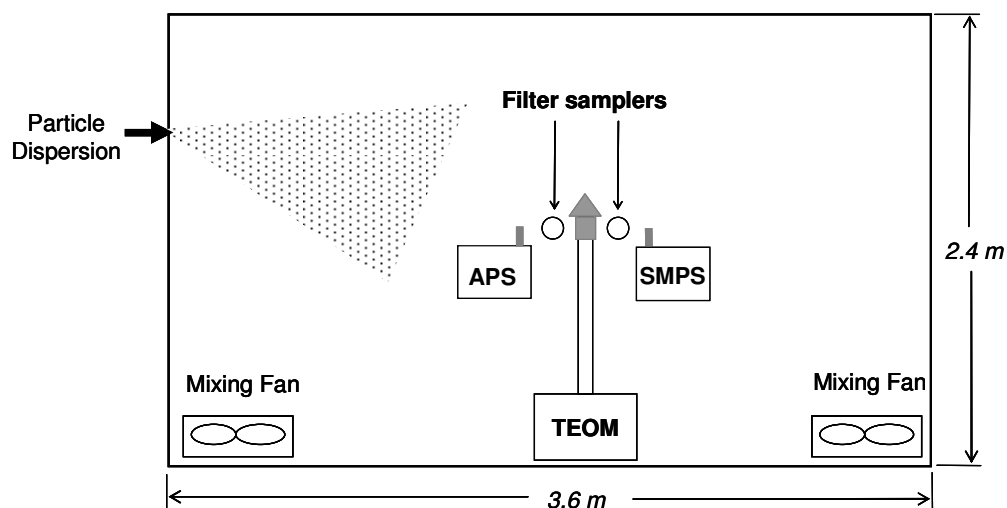 Filter samplers
Particle
Dispersion
APS
SMPS
2.4 m
Mixing Fan
Mixing Fan
TEOM
3.6 m